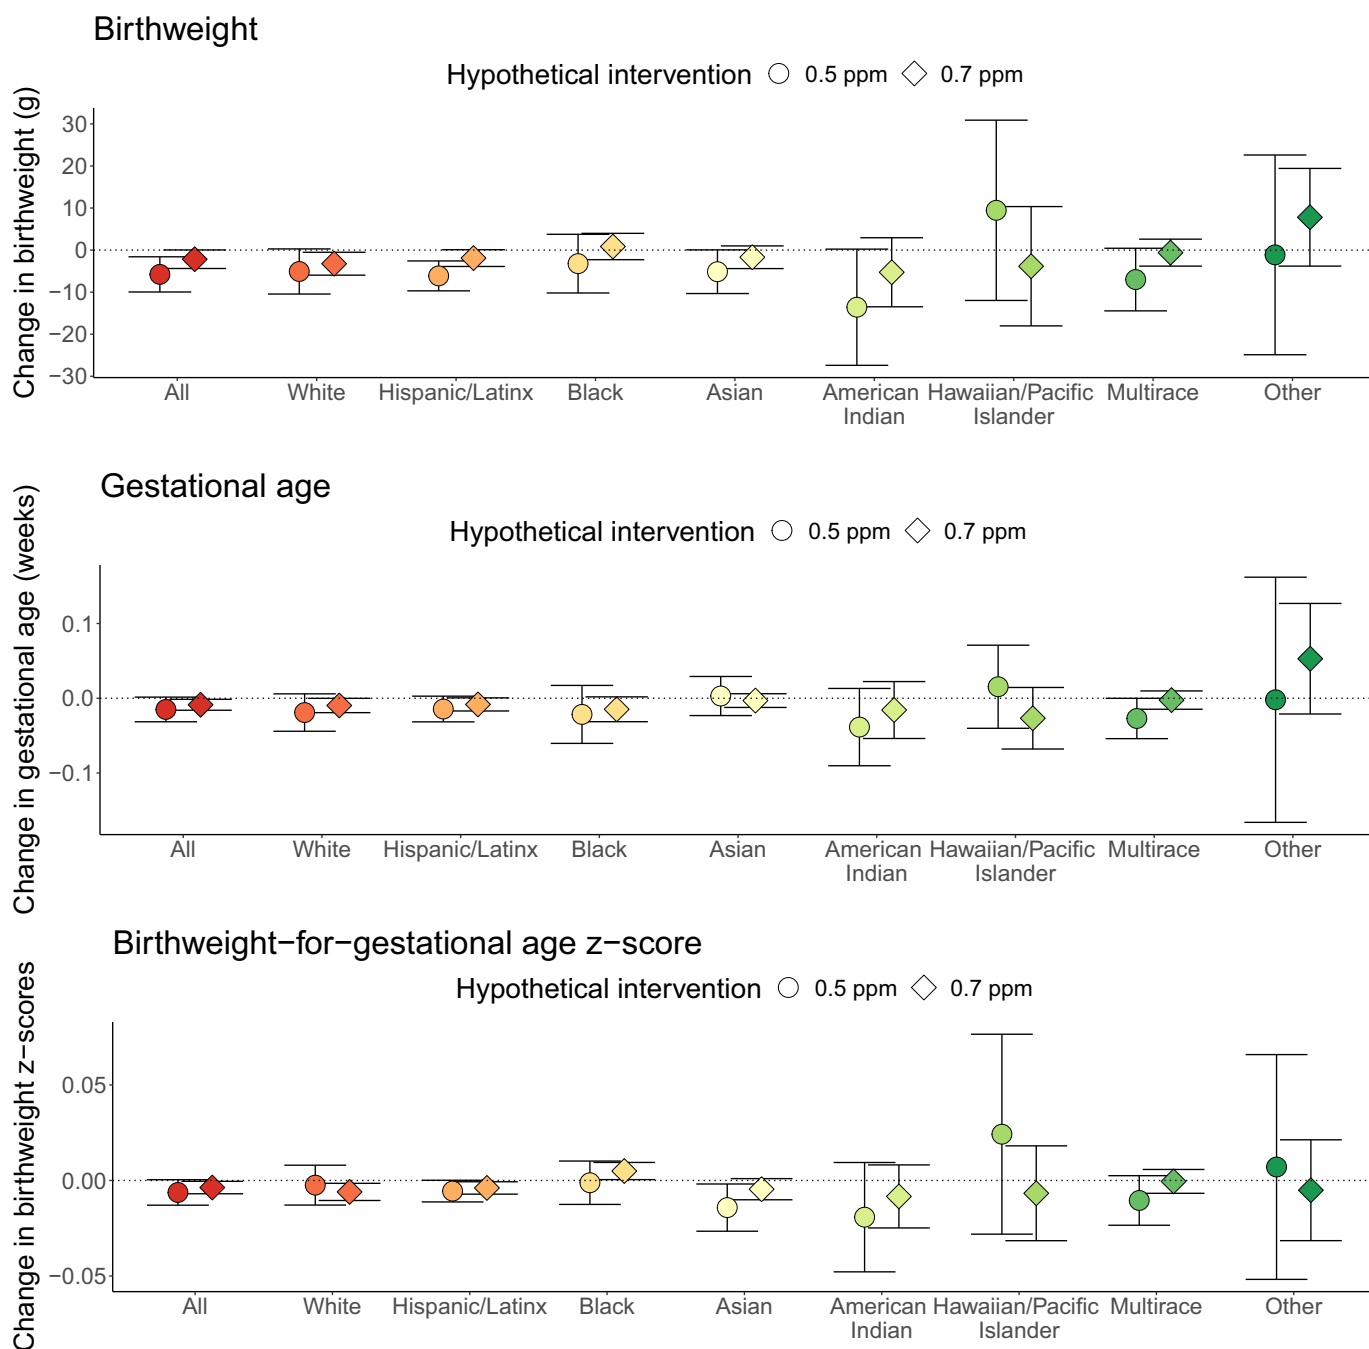 Birthweight
Hypothetical intervention 0.5 ppm 0.7 ppm
Change in birthweight (g)
30
20
10
0
−10
−20
−30
All White Hispanic/Latinx Black Asian American Indian Hawaiian/Pacific Islander Multirace Other
Gestational age
Hypothetical intervention 0.5 ppm 0.7 ppm
Change in gestational age (weeks)
0.1
0.0
−0.1
All White Hispanic/Latinx Black Asian American Indian Hawaiian/Pacific Islander Multirace Other
Birthweight−for−gestational age z−score
Hypothetical intervention 0.5 ppm 0.7 ppm
Change in birthweight z−scores
0.05
0.00
−0.05
All White Hispanic/Latinx Black Asian American Indian Hawaiian/Pacific Islander Multirace Other